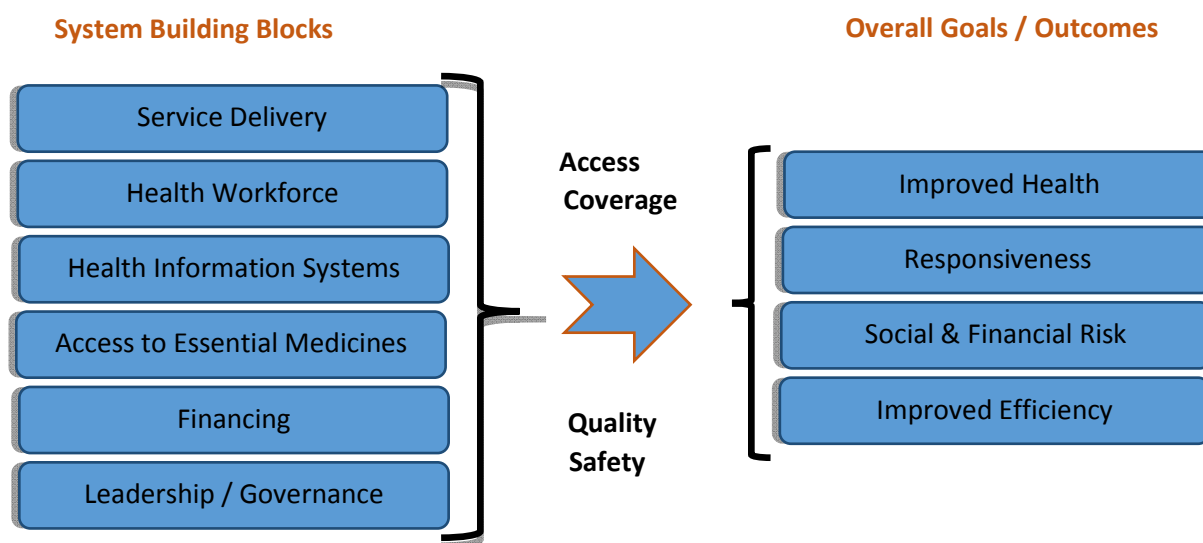 System Building Blocks
Overall Goals / Outcomes
Service Delivery
Health Workforce
Health Information Systems
Access to Essential Medicines
Financing
Leadership / Governance
Access
Coverage
Quality
Safety
Improved Health
Responsiveness
Social & Financial Risk
Improved Efficiency